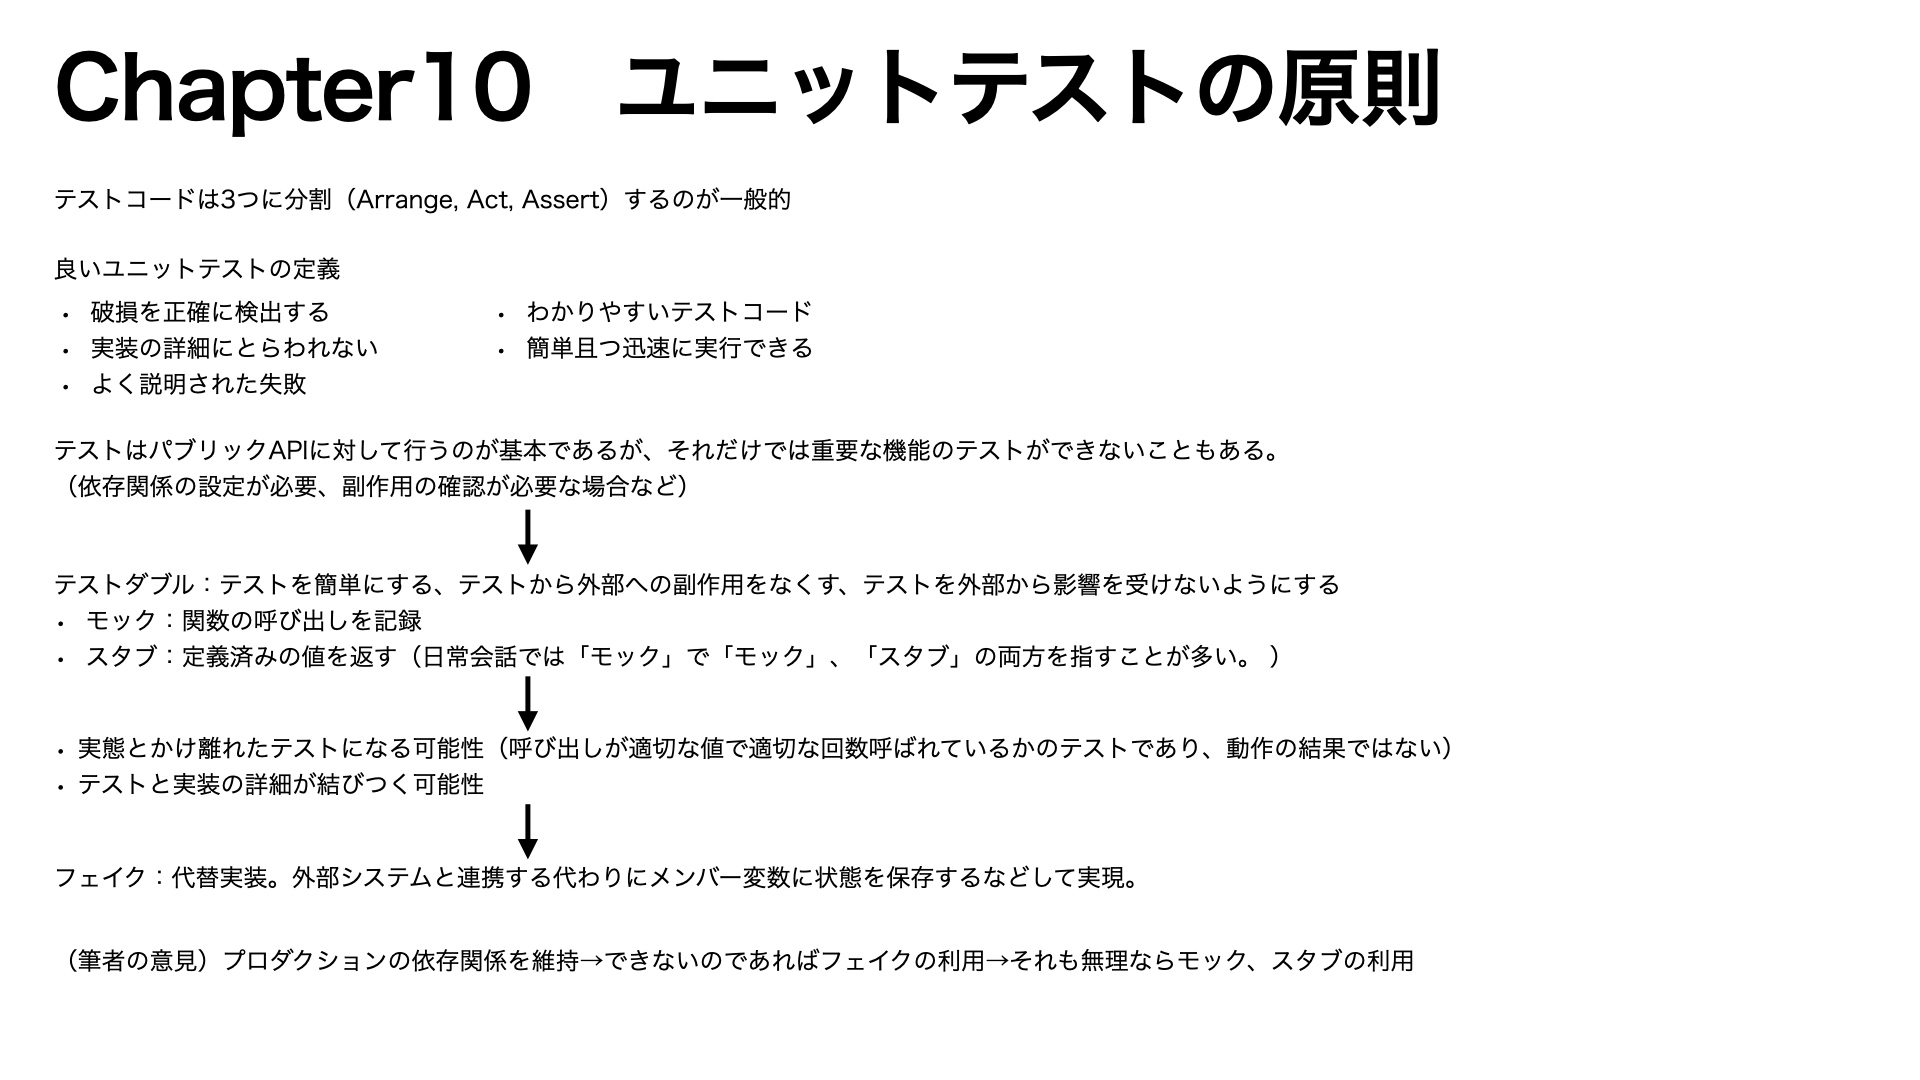 Chapter10　ユニットテストの原則
テストコードは3つに分割（Arrange, Act, Assert）するのが一般的
良いユニットテストの定義
・ 破損を正確に検出する
・ 実装の詳細にとらわれない
・ よく説明された失敗
・ わかりやすいテストコード
・ 簡単且つ迅速に実行できる
テストはパブリックAPIに対して行うのが基本であるが、それだけでは重要な機能のテストができないこともある。
（依存関係の設定が必要、副作用の確認が必要な場合など）
テストダブル：テストを簡単にする、テストから外部への副作用をなくす、テストを外部から影響を受けないようにする
・ モック：関数の呼び出しを記録
・ スタブ：定義済みの値を返す（日常会話では「モック」で「モック」、「スタブ」の両方を指すことが多い。 ）
・ 実態とかけ離れたテストになる可能性（呼び出しが適切な値で適切な回数呼ばれているかのテストであり、動作の結果ではない）
・ テストと実装の詳細が結びつく可能性
フェイク：代替実装。外部システムと連携する代わりにメンバー変数に状態を保存するなどして実現。
（筆者の意見）プロダクションの依存関係を維持→できないのであればフェイクの利用→それも無理ならモック、スタブの利用